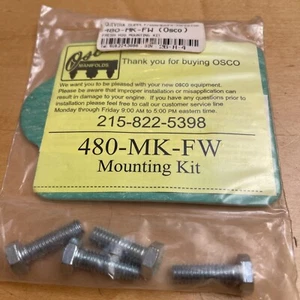 480-MK-FW (Osco)
Osco
MANIFOLDS
Thank you for buying OSCO
We want you to be pleased with your new OSCO equipment.
Please be aware that improper installation or missaplication can
result in damage to your engine. If you have any questions prior to
installation please feel free to call our customer service line.
Monday through Friday 9:00 AM to 5:00 PM eastern time.
215-822-5398
480-MK-FW
Mounting Kit